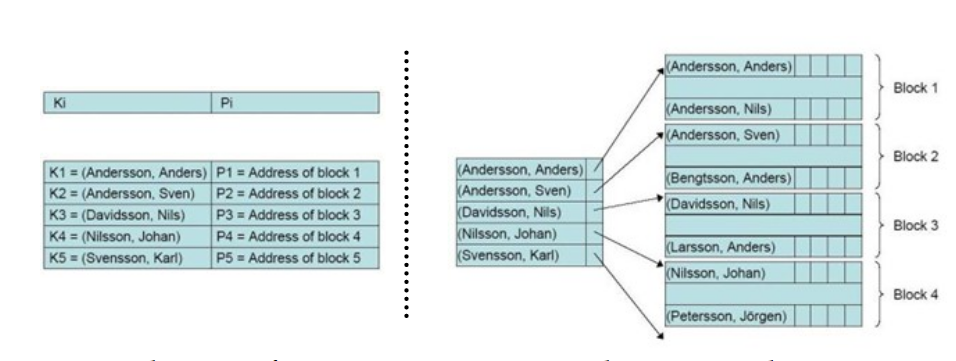 Ki Pi
K1 = (Andersson, Anders) P1 = Address of block 1
K2 = (Andersson, Sven) P2 = Address of block 2
K3 = (Davidsson, Nils) P3 = Address of block 3
K4 = (Nilsson, Johan) P4 = Address of block 4
K5 = (Svensson, Karl) P5 = Address of block 5
(Andersson, Anders)
(Andersson, Sven)
(Davidsson, Nils)
(Nilsson, Johan)
(Svensson, Karl)
(Andersson, Anders)
(Andersson, Nils)
Block 1
(Andersson, Sven)
(Bengtsson, Anders)
Block 2
(Davidsson, Nils)
(Larsson, Anders)
Block 3
(Nilsson, Johan)
(Petersson, Jörgen)
Block 4